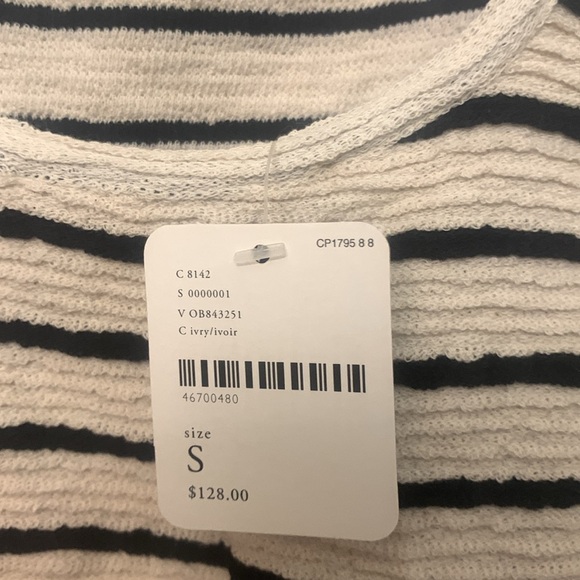 CP1795 8 8
C 8142
S 0000001
V OB843251
C ivry/ivoir
46700480
size
S
$128.00